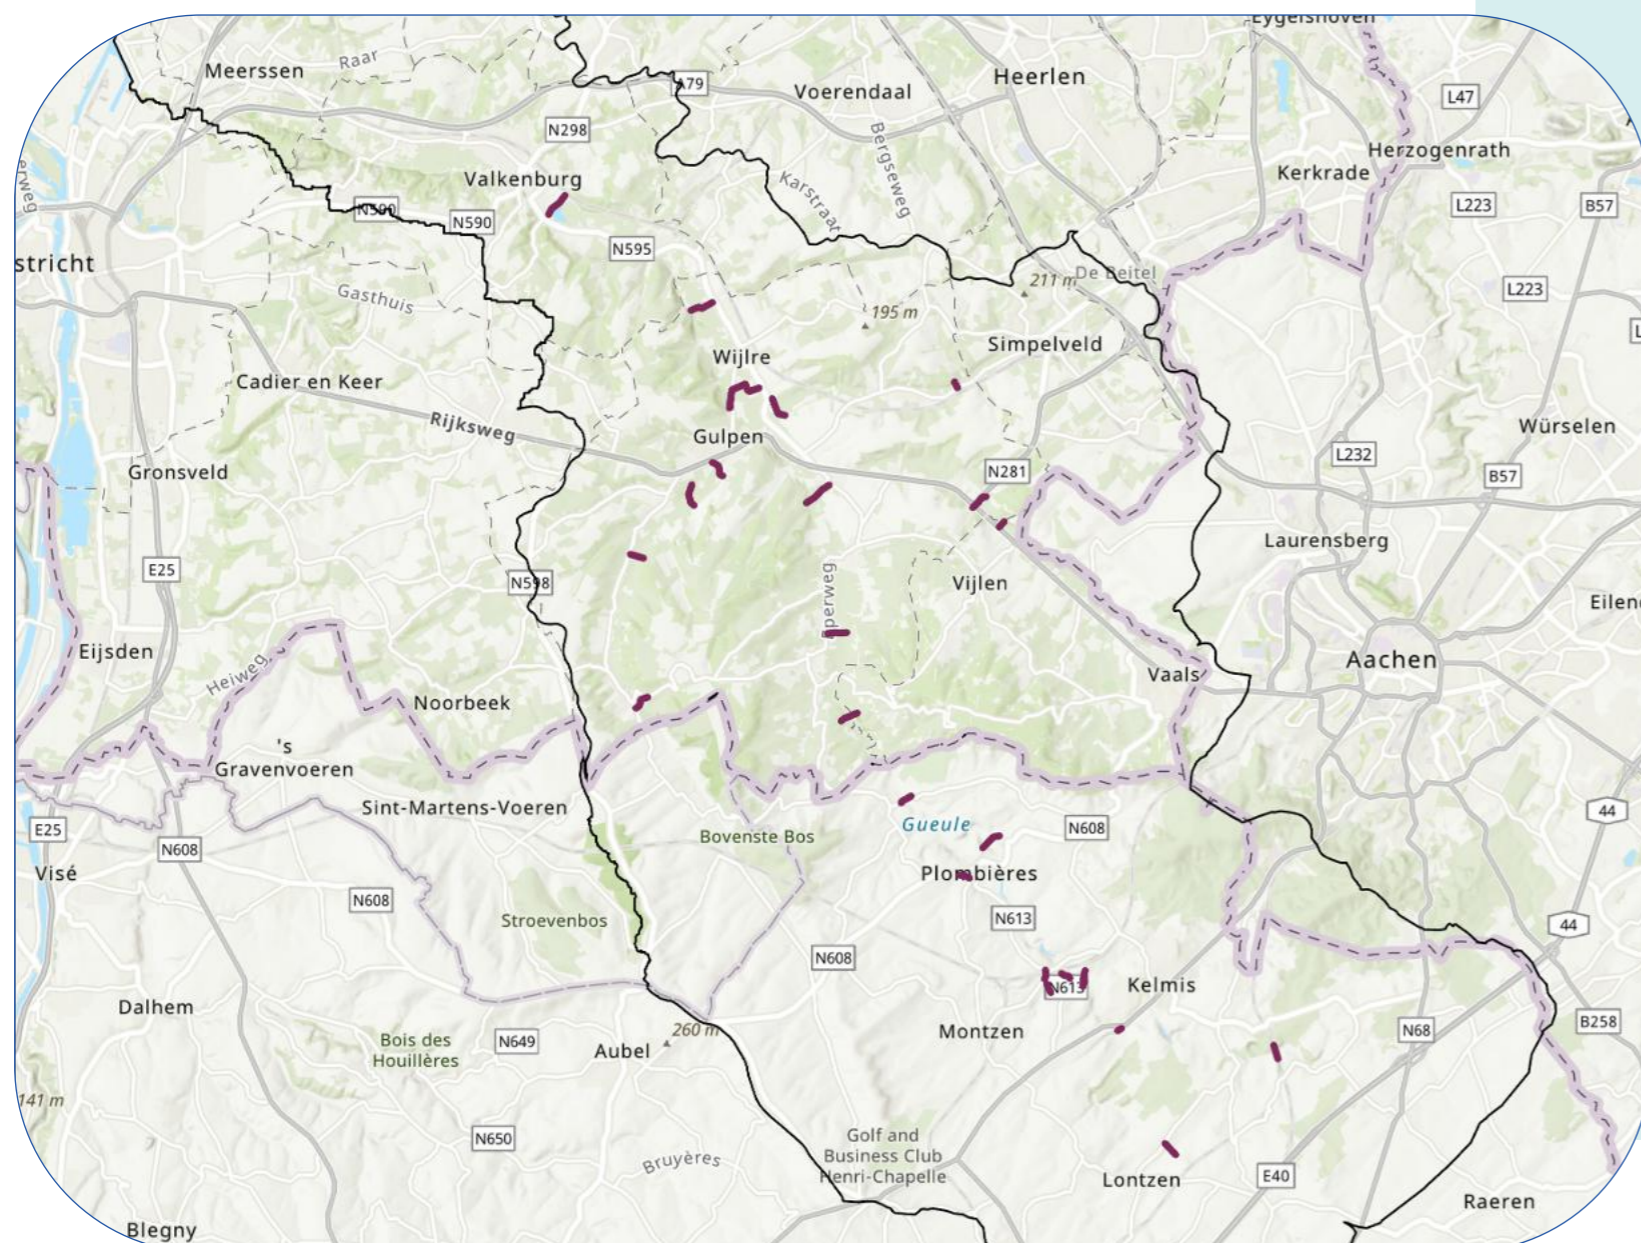 Eygelshoven
Meerssen
Raar
A79
Voerendaal
Heerlen
L47
N298
Bergseweg
Herzogenrath
Kerkrade
Valkenburg
Karstraat
N590
N590
L223
B57
N595
stricht
De Beitel
211 m
Gasthuis
195 m
L223
Wijlre
Simpelveld
Cadier en Keer
Rijksweg
Gulpen
Würselen
Gronsveld
N281
L232
B57
Laurensberg
E25
N598
Vijlen
perweg
Eilen
Eijsden
Heiweg
Aachen
Vaals
Noorbeek
's
Gravenvoeren
Sint-Martens-Voeren
E25
N608
Bovenste Bos
Gueule
N608
44
Visé
Plombières
N608
Stroevenbos
N613
44
N608
N613
Kelmis
Dalhem
N649
Bois des
Houillères
Aubel
260 m
Montzen
N68
B258
141 m
N650
Bruyères
Golf and
Business Club
Henri-Chapelle
Lontzen
E40
Raeren
Blegny